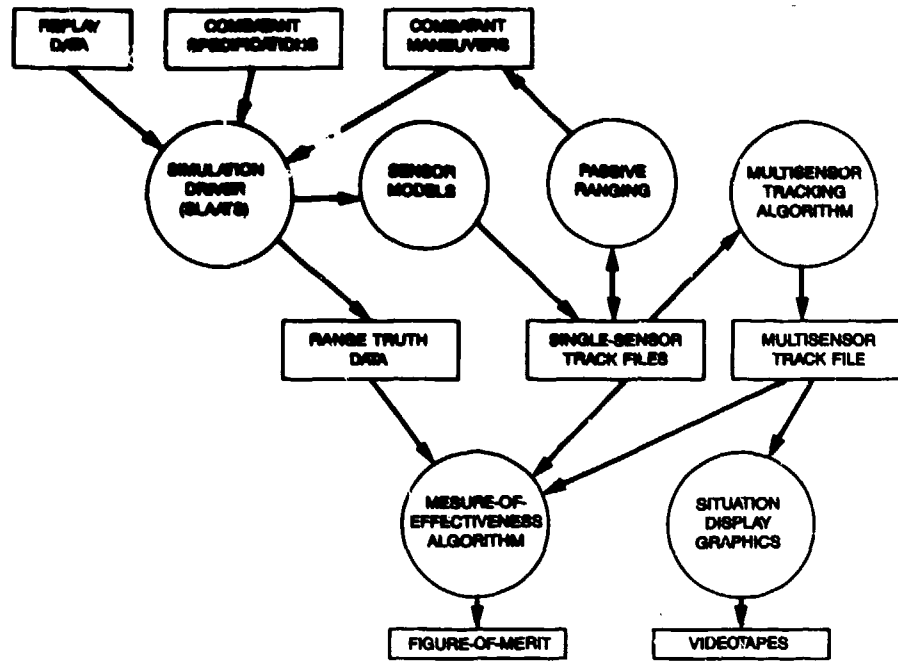 REPLAY
DATA
COMBATANT
SPECIFICATIONS
COMBATANT
MANEUVERS
SIMULATION
DRIVER
(SLAATS)
SENSOR
MODELS
PASSIVE
RANGING
MULTISENSOR
TRACKING
ALGORITHM
RANGE TRUTH
DATA
SINGLE-SENSOR
TRACK FILES
MULTISENSOR
TRACK FILE
MESURE-OF-
EFFECTIVENESS
ALGORITHM
SITUATION
DISPLAY
GRAPHICS
FIGURE-OF-MERIT
VIDEOTAPES